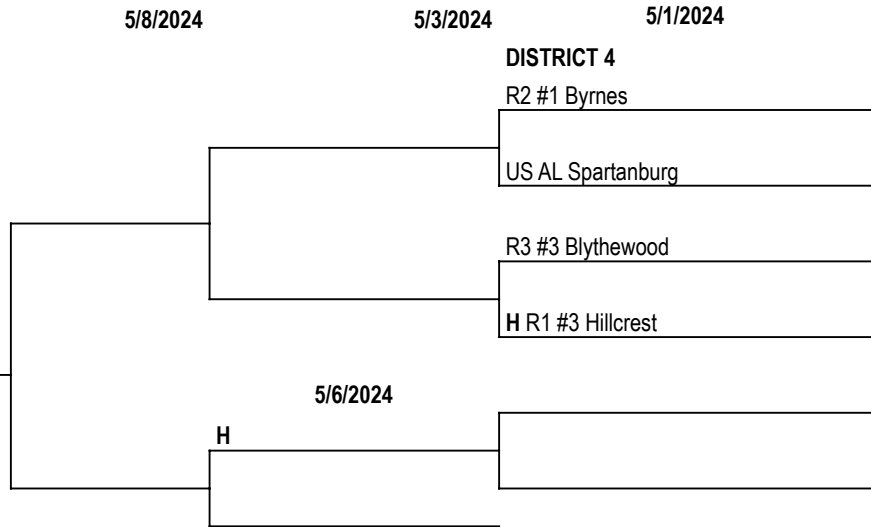 5/8/2024 5/3/2024 5/1/2024
DISTRICT 4
R2 #1 Byrnes
US AL Spartanburg
R3 #3 Blythewood
H R1 #3 Hillcrest
5/6/2024
H